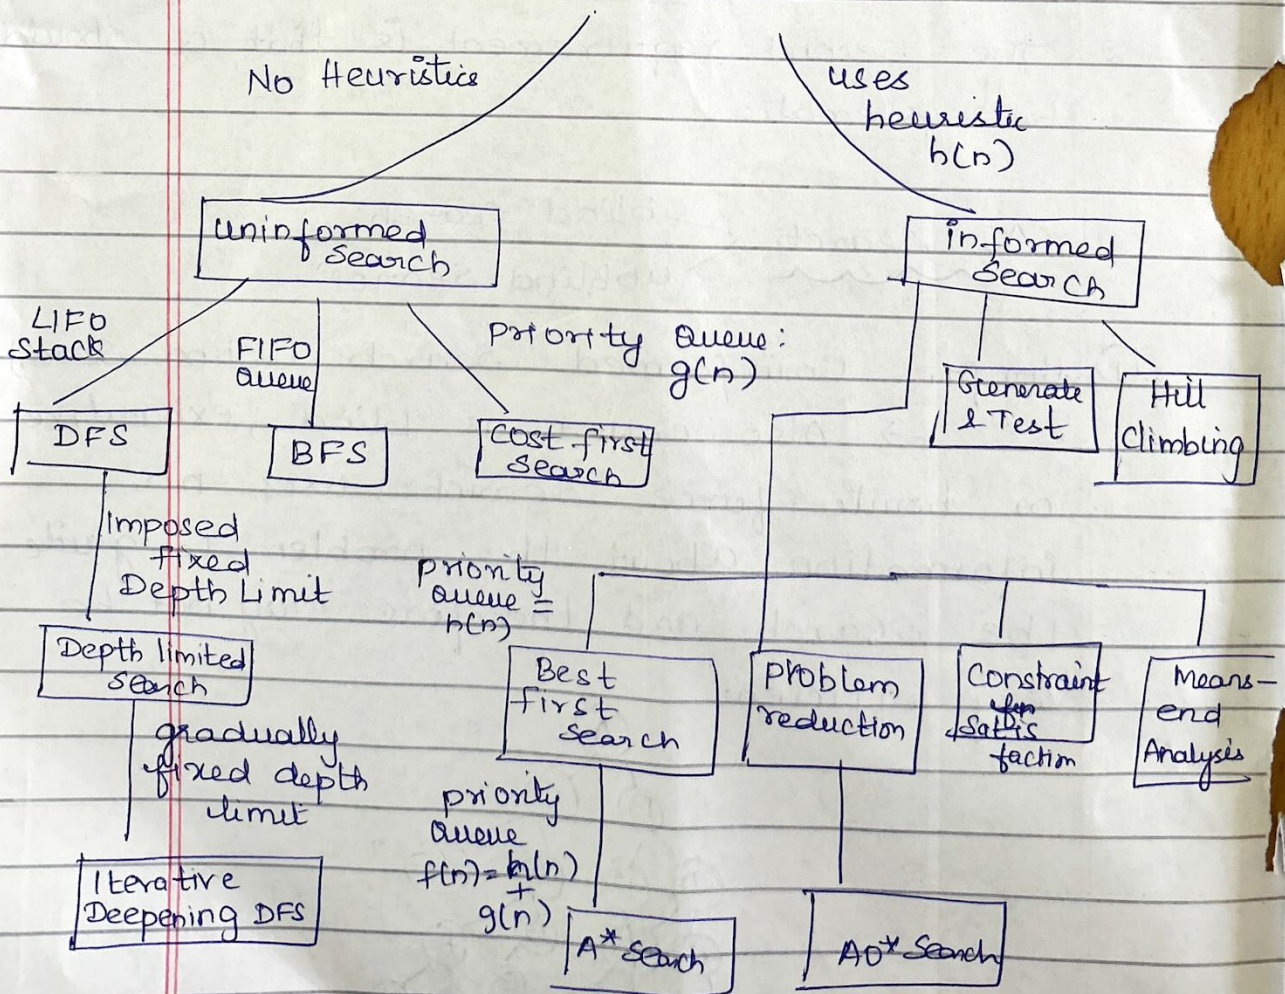 No Heuristics
uses
heuristic
h(n)
Uninformed
Search
informed
Search
LIFO
Stack
FIFO
Queue
Priority Queue:
g(n)
DFS
BFS
Cost-first
Search
Generate
& Test
Hill
Climbing
Imposed
fixed
Depth Limit
priority
Queue =
h(n)
Depth limited
search
Best
first
Search
Problem
reduction
Constraint
Satis
faction
Means-
end
Analysis
gradually
fixed depth
limit
priority
Queue
f(n)=h(n)
+
g(n)
Iterative
Deepening DFS
A* Search
AO* Search